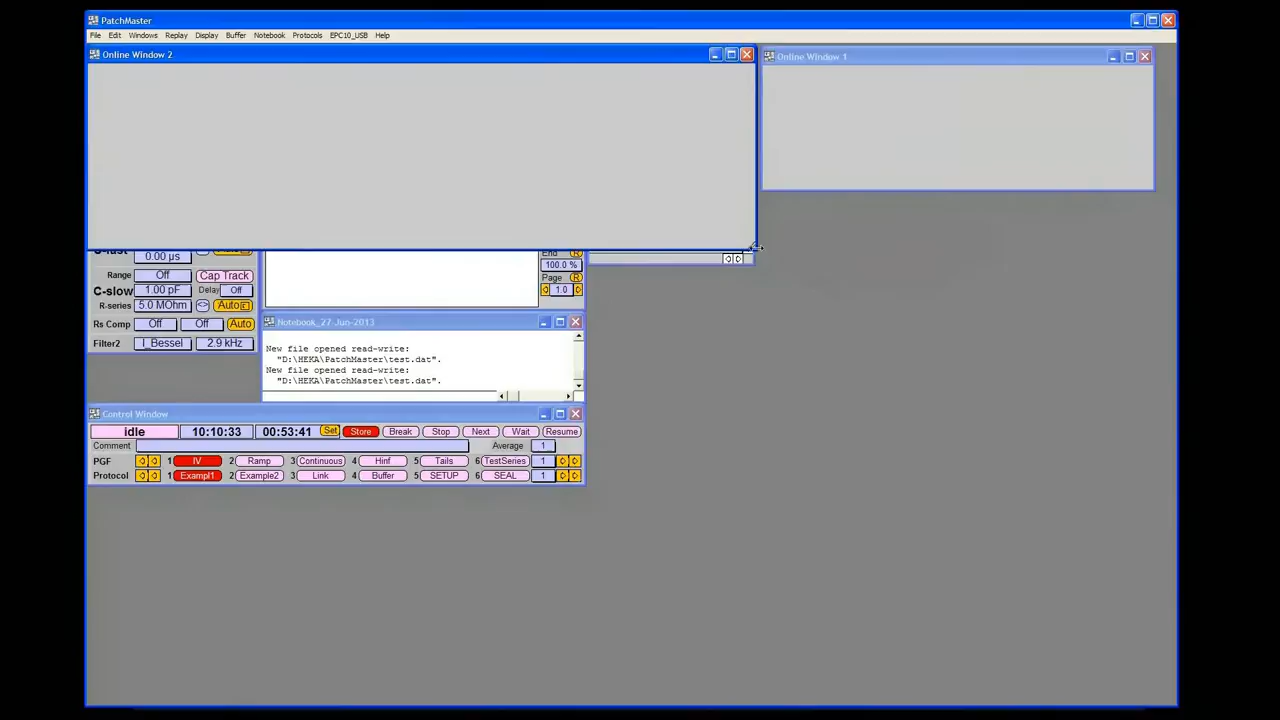 PatchMaster
File Edit Windows Replay Display Buffer Notebook Protocols EPC10_USB Help
Online Window 2
Online Window 1
0.00 µs
End R
100.0 %
Range Off Cap Track
Page R
C-slow 1.00 pF Delay Off
1.0
R-series 5.0 MOhm <> Auto E
Rs Comp Off Off Auto
Filter2 I_Bessel 2.9 kHz
Notebook_27-Jun-2013
New file opened read-write:
"D:\HEKA\PatchMaster\test.dat".
New file opened read-write:
"D:\HEKA\PatchMaster\test.dat".
Control Window
idle 10:10:33 00:53:41 Set Store Break Stop Next Wait Resume
Comment Average 1
PGF 1 IV 2 Ramp 3 Continuous 4 Hinf 5 Tails 6 TestSeries 1
Protocol 1 Exampl1 2 Example2 3 Link 4 Buffer 5 SETUP 6 SEAL 1